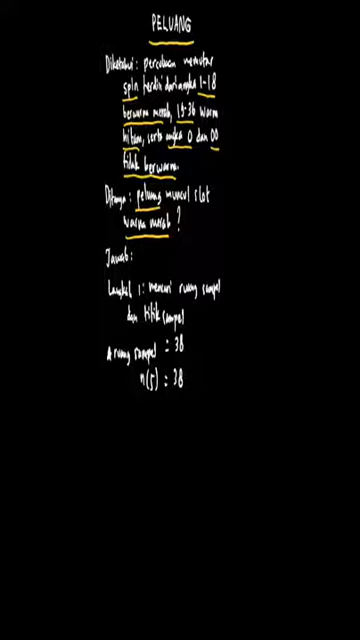 PELUANG
Diketahui: percobaan memutar
spin terdiri dari angka 1-18
berwarna merah, 19-36 warna
hitam, serta angka 0 dan 00
tidak berwarna.
Ditanya: peluang muncul slot
warna merah?
Jawab:
Langkah 1: mencari ruang sampel
dan titik sampel
ruang sampel = 38
n(S) = 38